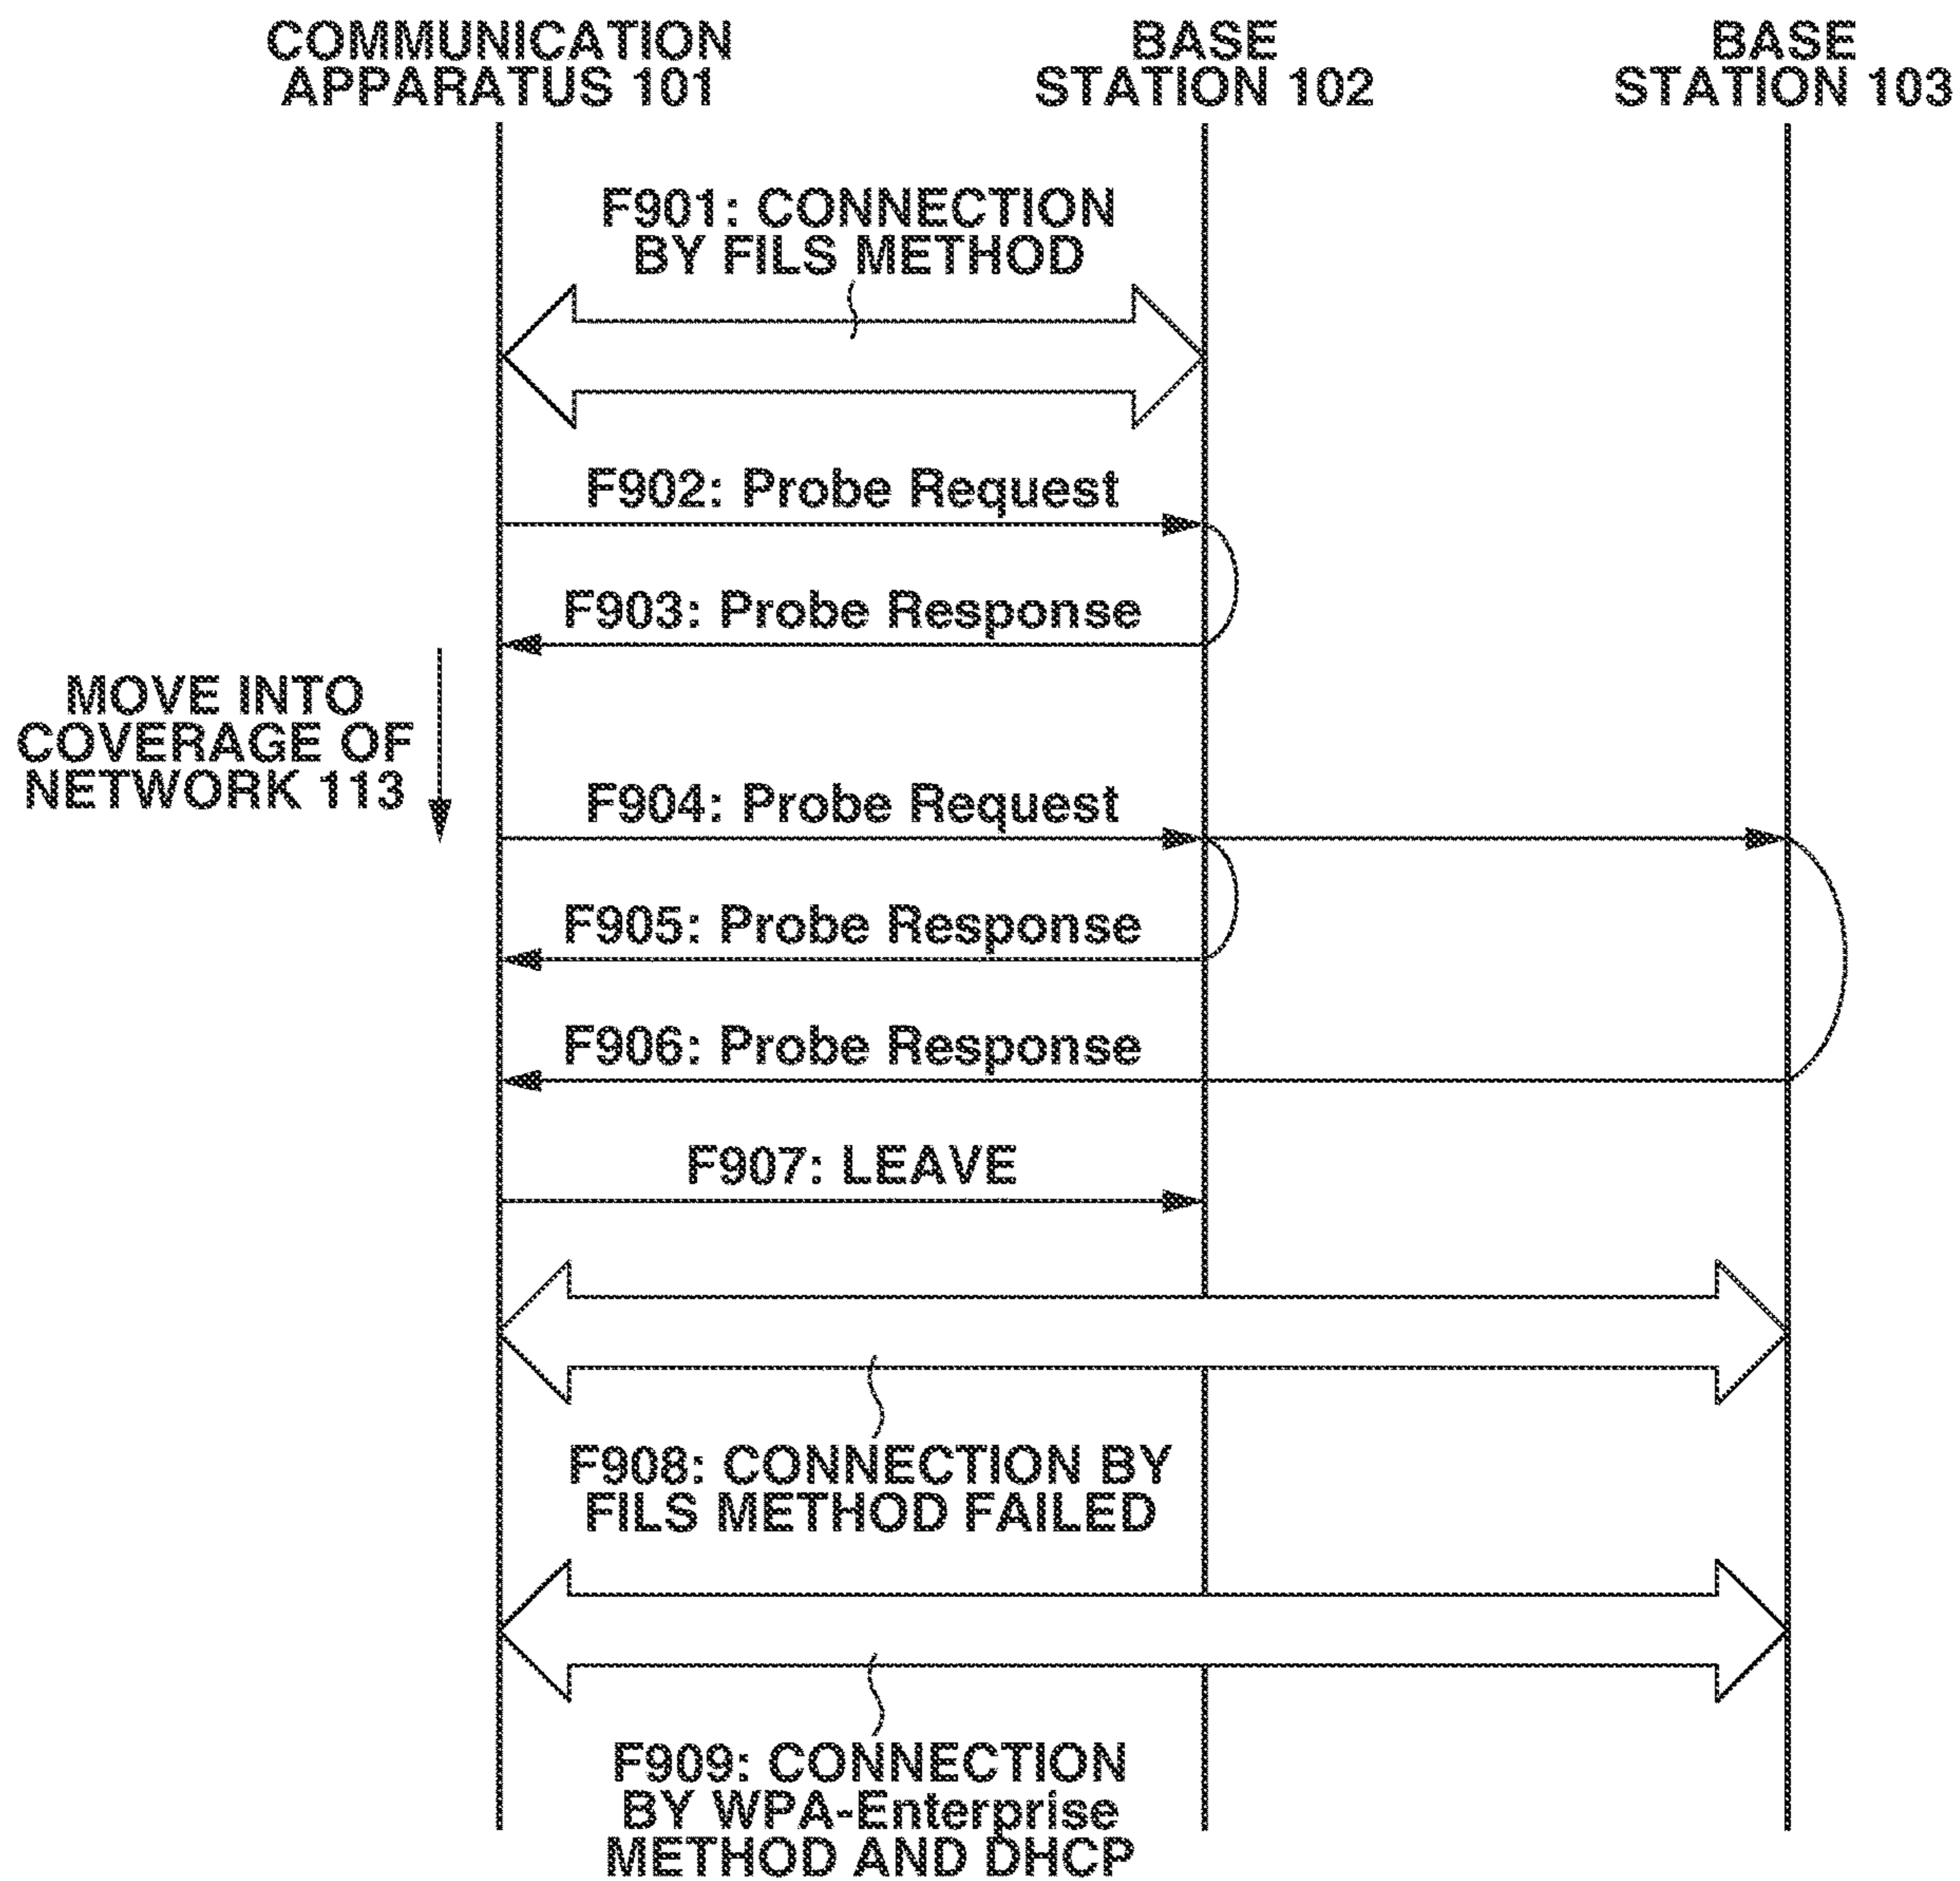 COMMUNICATION
APPARATUS 101
BASE
STATION 102
BASE
STATION 103
F901: CONNECTION
BY FILS METHOD
F902: Probe Request
F903: Probe Response
MOVE INTO
COVERAGE OF
NETWORK 113
F904: Probe Request
F905: Probe Response
F906: Probe Response
F907: LEAVE
F908: CONNECTION BY
FILS METHOD FAILED
F909: CONNECTION
BY WPA-Enterprise
METHOD AND DHCP